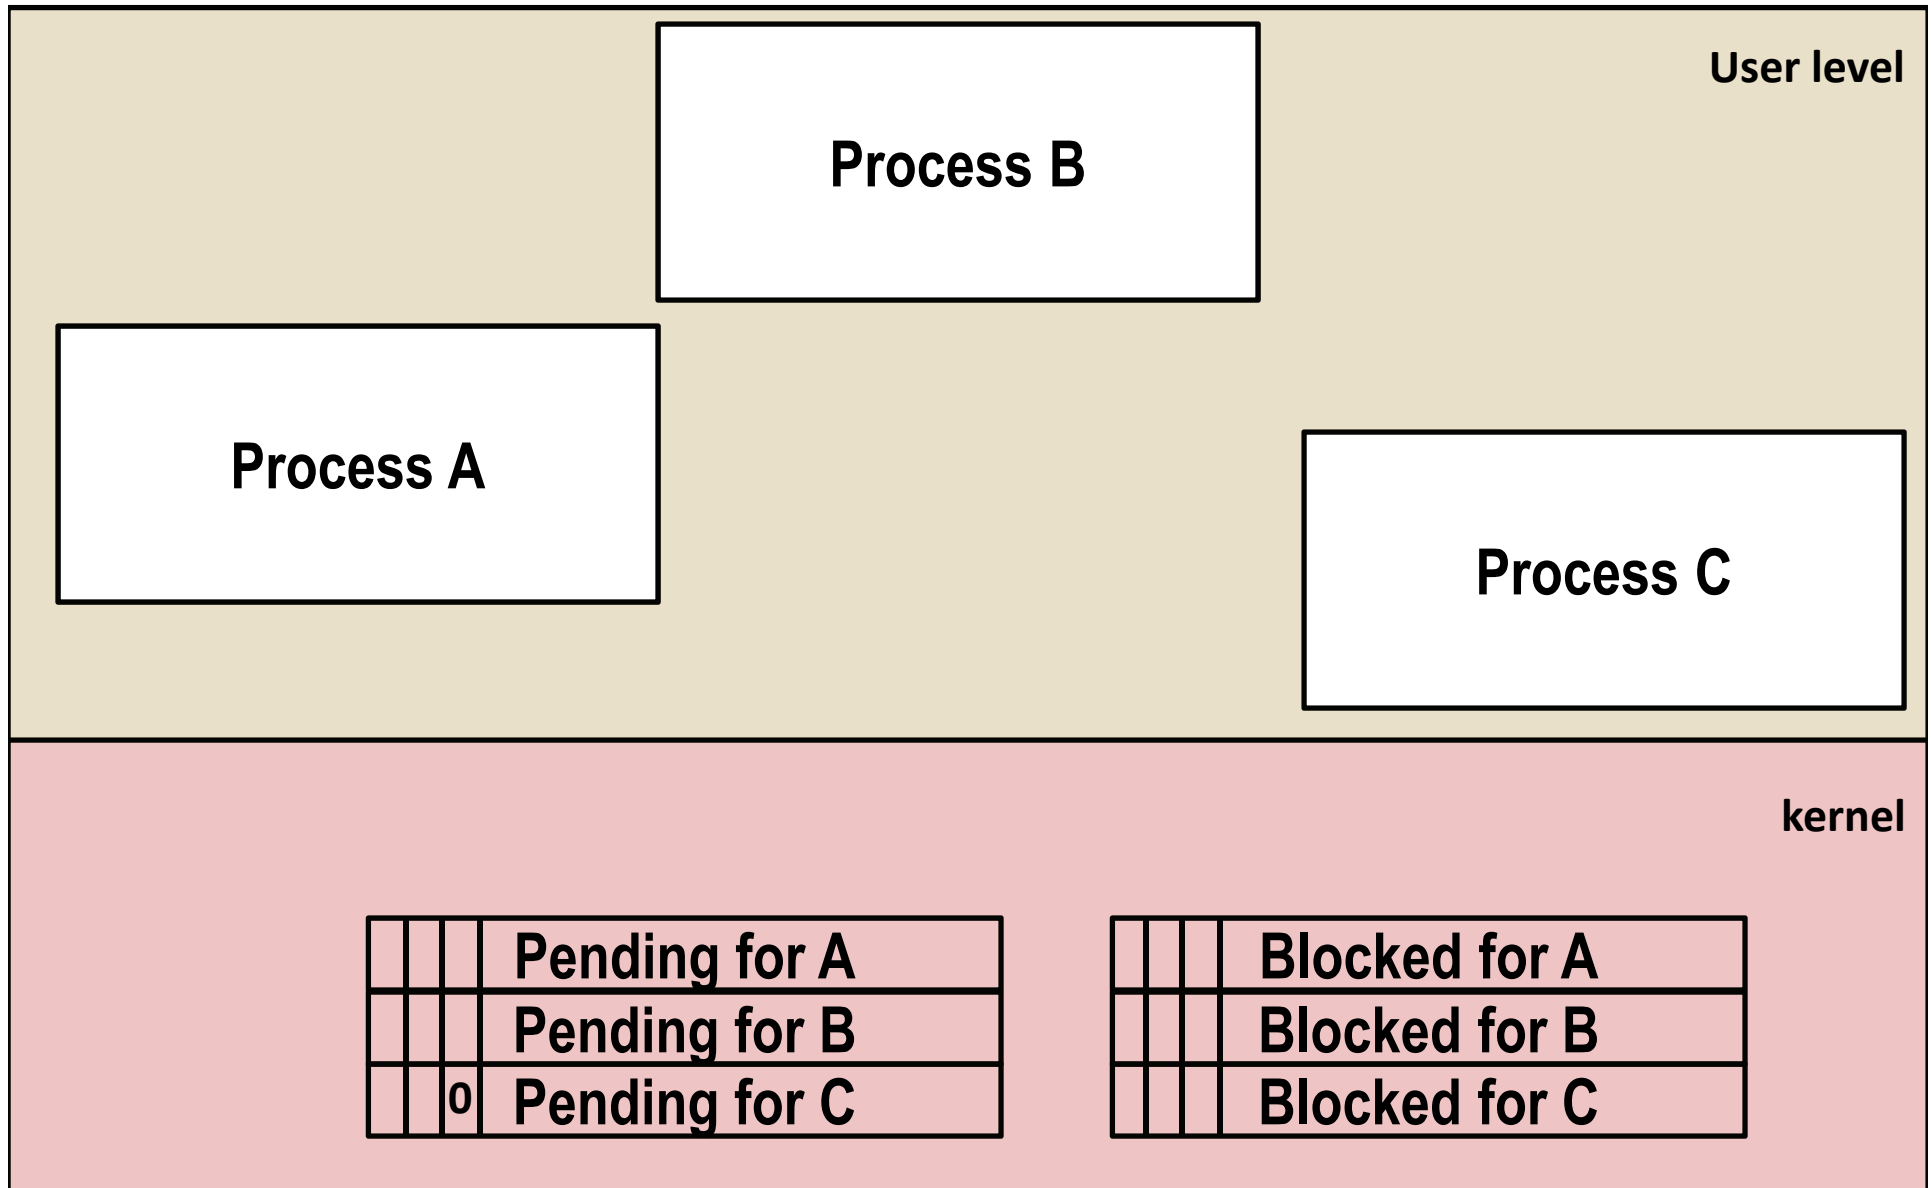 User level
Process B
Process A
Process C
kernel
Pending for A
Blocked for A
Pending for B
Blocked for B
0 Pending for C
Blocked for C